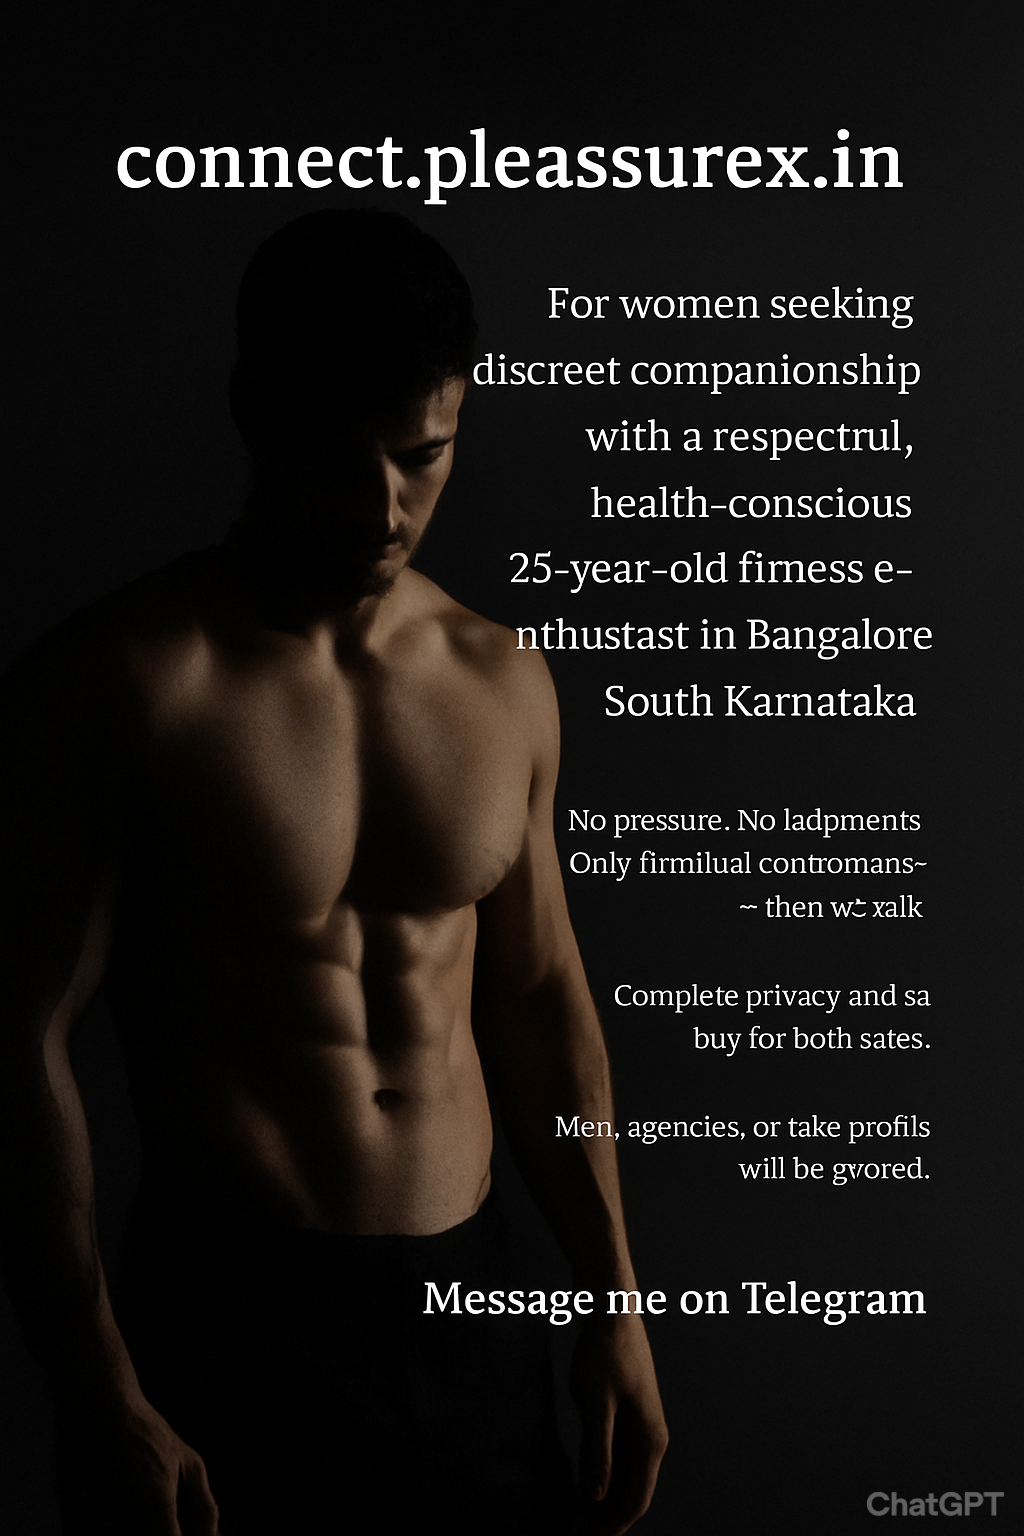 connect.pleassurex.in
For women seeking
discreet companionship
with a respectrul,
health-conscious
25-year-old firness e-
nthustast in Bangalore
South Karnataka
No pressure. No ladpments
Only firmilual contromans~
~ then xalk
Complete privacy and sa
buy for both sates.
Men, agencies, or take profils
will be gvored.
Message me on Telegram
ChatGPT